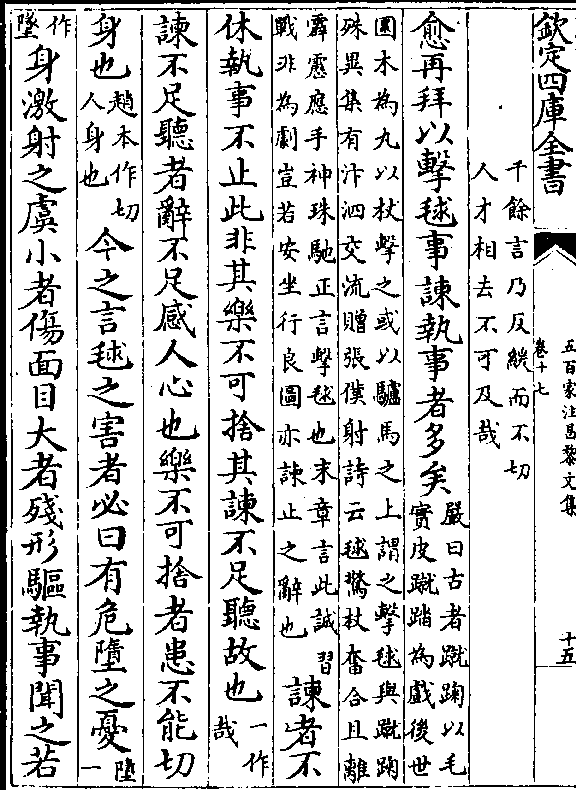 欽定四庫全書
五百家注昌黎文集
卷十七
十五
千餘言乃反緩而不切
人才相去不可及哉
愈再拜以擊毬事諫執事者多矣嚴曰古者蹴踘以毛
實皮蹴踏為戲後世
圓木為九以杖擊之或以驢馬之上謂之擊毬與蹴踘
殊異集有汴泗交流贈張僕射詩云毬驚杖奮合且離
霹靂應手神珠馳正言擊毬也末章言此誠習
戰非為劇豈若安坐行良圖亦諫止之辭也
諫者不
休執事不止此非其樂不可捨其諫不足聽故也一作
哉
諫不足聽者辭不足感人心也樂不可捨者患不能切
身也趙本作切
人身也
今之言毬之害者必曰有危墮之憂墮
一
作
墜
身激射之虞小者傷面目大者殘形軀執事聞之若